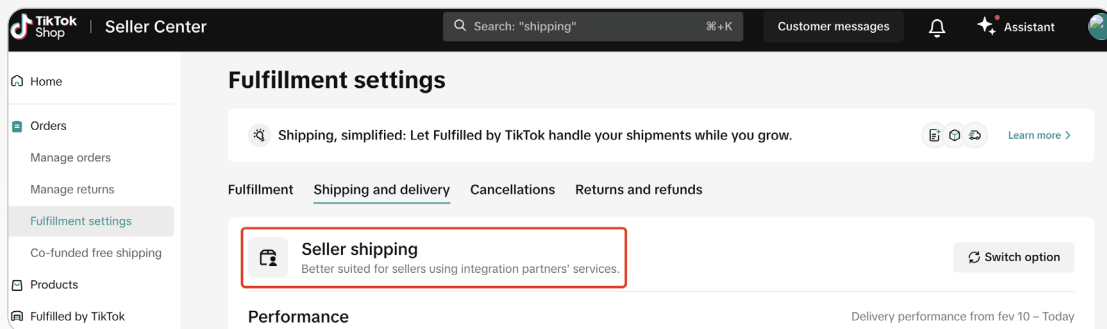 TikTok Shop | Seller Center
Search: "shipping" ⌘+K
Customer messages
Assistant
Home
Orders
Manage orders
Manage returns
Fulfillment settings
Co-funded free shipping
Products
Fulfilled by TikTok
Fulfillment settings
Shipping, simplified: Let Fulfilled by TikTok handle your shipments while you grow.
Learn more >
Fulfillment Shipping and delivery Cancellations Returns and refunds
Seller shipping
Better suited for sellers using integration partners' services.
Switch option
Performance
Delivery performance from fev 10 – Today